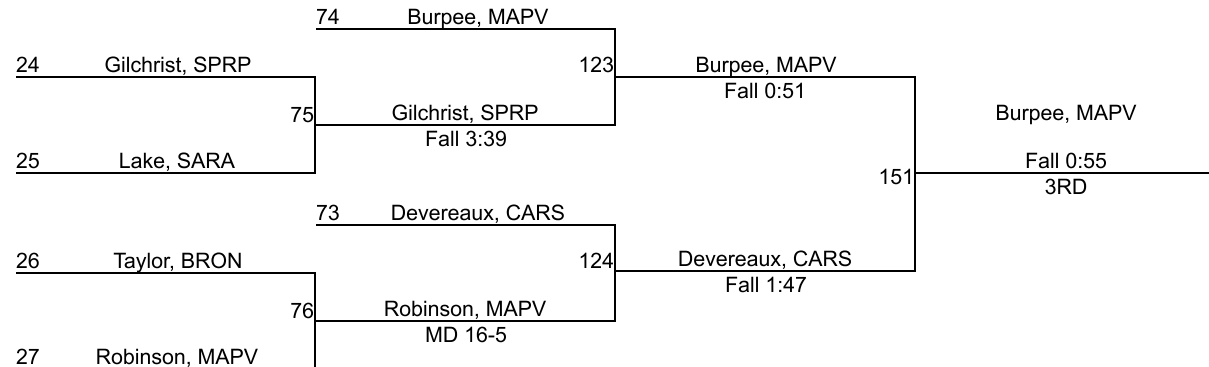 74 Burpee, MAPV
24 Gilchrist, SPRP
123 Burpee, MAPV
Fall 0:51
75 Gilchrist, SPRP
Fall 3:39
Burpee, MAPV
25 Lake, SARA
Fall 0:55
151
3RD
73 Devereaux, CARS
26 Taylor, BRON
124 Devereaux, CARS
Fall 1:47
76 Robinson, MAPV
MD 16-5
27 Robinson, MAPV